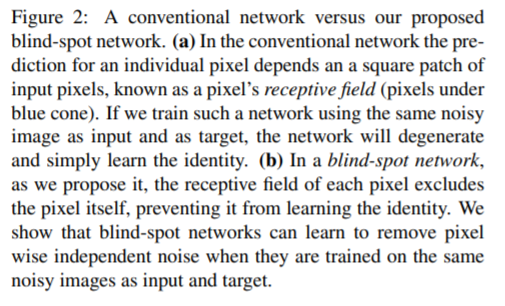 Figure 2: A conventional network versus our proposed
blind-spot network. (a) In the conventional network the pre-
diction for an individual pixel depends an a square patch of
input pixels, known as a pixel’s receptive field (pixels under
blue cone). If we train such a network using the same noisy
image as input and as target, the network will degenerate
and simply learn the identity. (b) In a blind-spot network,
as we propose it, the receptive field of each pixel excludes
the pixel itself, preventing it from learning the identity. We
show that blind-spot networks can learn to remove pixel
wise independent noise when they are trained on the same
noisy images as input and target.